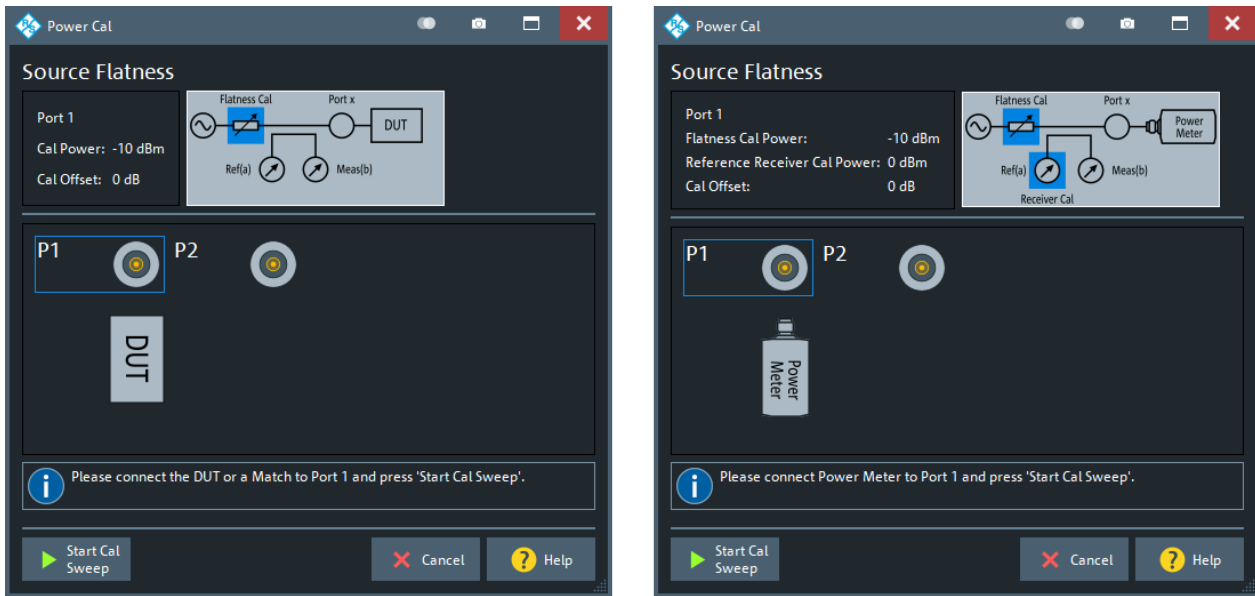 Power Cal
Source Flatness
Port 1
Cal Power: -10 dBm
Cal Offset: 0 dB
Flatness Cal
Port x
DUT
Ref(a)
Meas(b)
P1
P2
DUT
i
Please connect the DUT or a Match to Port 1 and press 'Start Cal Sweep'.
Start Cal
Sweep
Cancel
? Help
Power Cal
Source Flatness
Port 1
Flatness Cal Power: -10 dBm
Reference Receiver Cal Power: 0 dBm
Cal Offset: 0 dB
Flatness Cal
Port x
Power
Meter
Ref(a)
Meas(b)
Receiver Cal
P1
P2
Power
Meter
i
Please connect Power Meter to Port 1 and press 'Start Cal Sweep'.
Start Cal
Sweep
Cancel
? Help